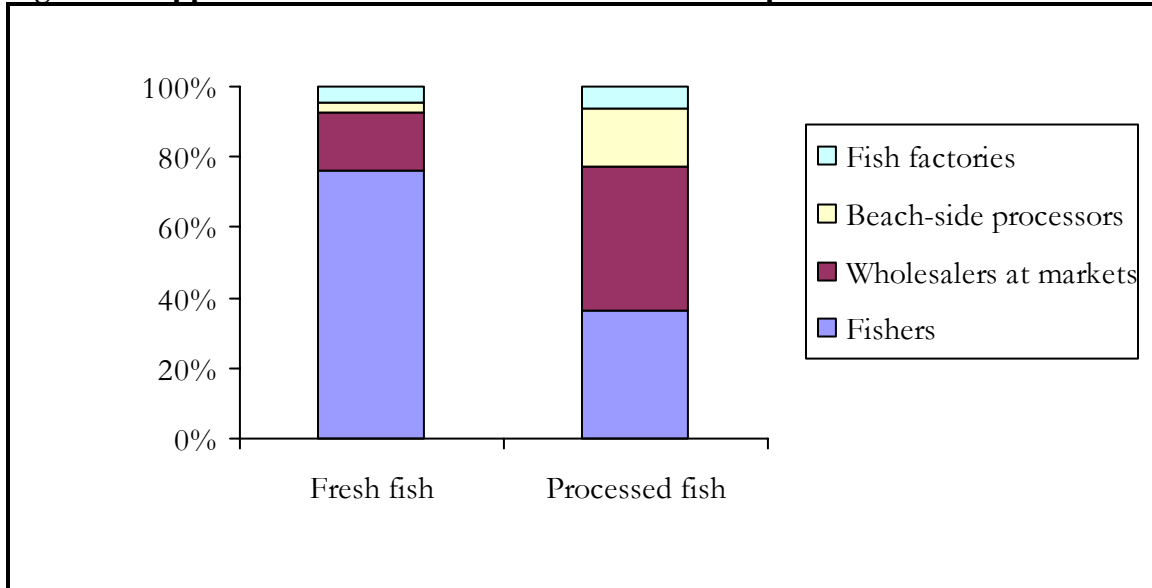 100%
80%
60%
40%
20%
0%
Fresh fish
Processed fish
Fish factories
Beach-side processors
Wholesalers at markets
Fishers